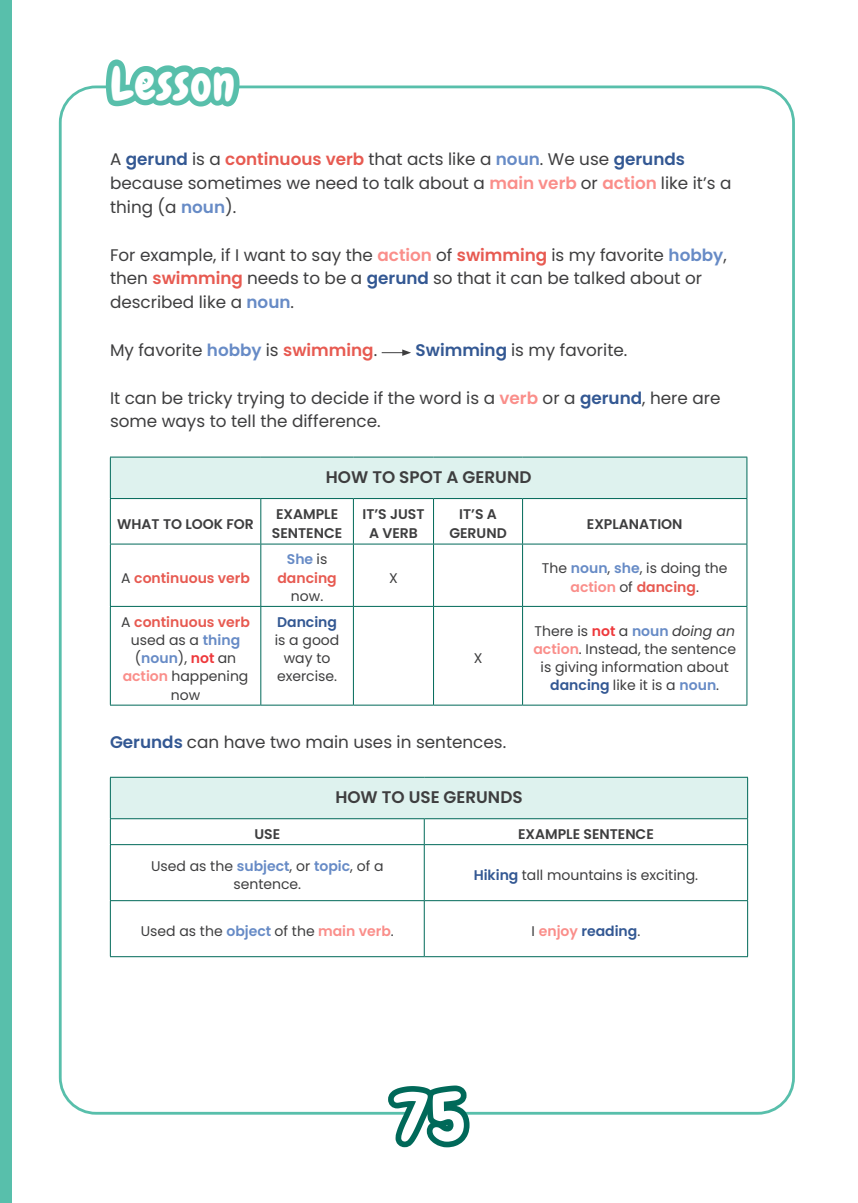 Lesson
A gerund is a continuous verb that acts like a noun. We use gerunds
because sometimes we need to talk about a main verb or action like it's a
thing (a noun).
For example, if I want to say the action of swimming is my favorite hobby,
then swimming needs to be a gerund so that it can be talked about or
described like a noun.
My favorite hobby is swimming. → Swimming is my favorite.
It can be tricky trying to decide if the word is a verb or a gerund, here are
some ways to tell the difference.
HOW TO SPOT A GERUND
WHAT TO LOOK FOR
EXAMPLE
SENTENCE
IT'S JUST
A VERB
IT'S A
GERUND
EXPLANATION
A continuous verb
She is
dancing
now.
X
The noun, she, is doing the
action of dancing.
A continuous verb
used as a thing
(noun), not an
action happening
now
Dancing
is a good
way to
exercise.
X
There is not a noun doing an
action. Instead, the sentence
is giving information about
dancing like it is a noun.
Gerunds can have two main uses in sentences.
HOW TO USE GERUNDS
USE
EXAMPLE SENTENCE
Used as the subject, or topic, of a
sentence.
Hiking tall mountains is exciting.
Used as the object of the main verb.
I enjoy reading.
75